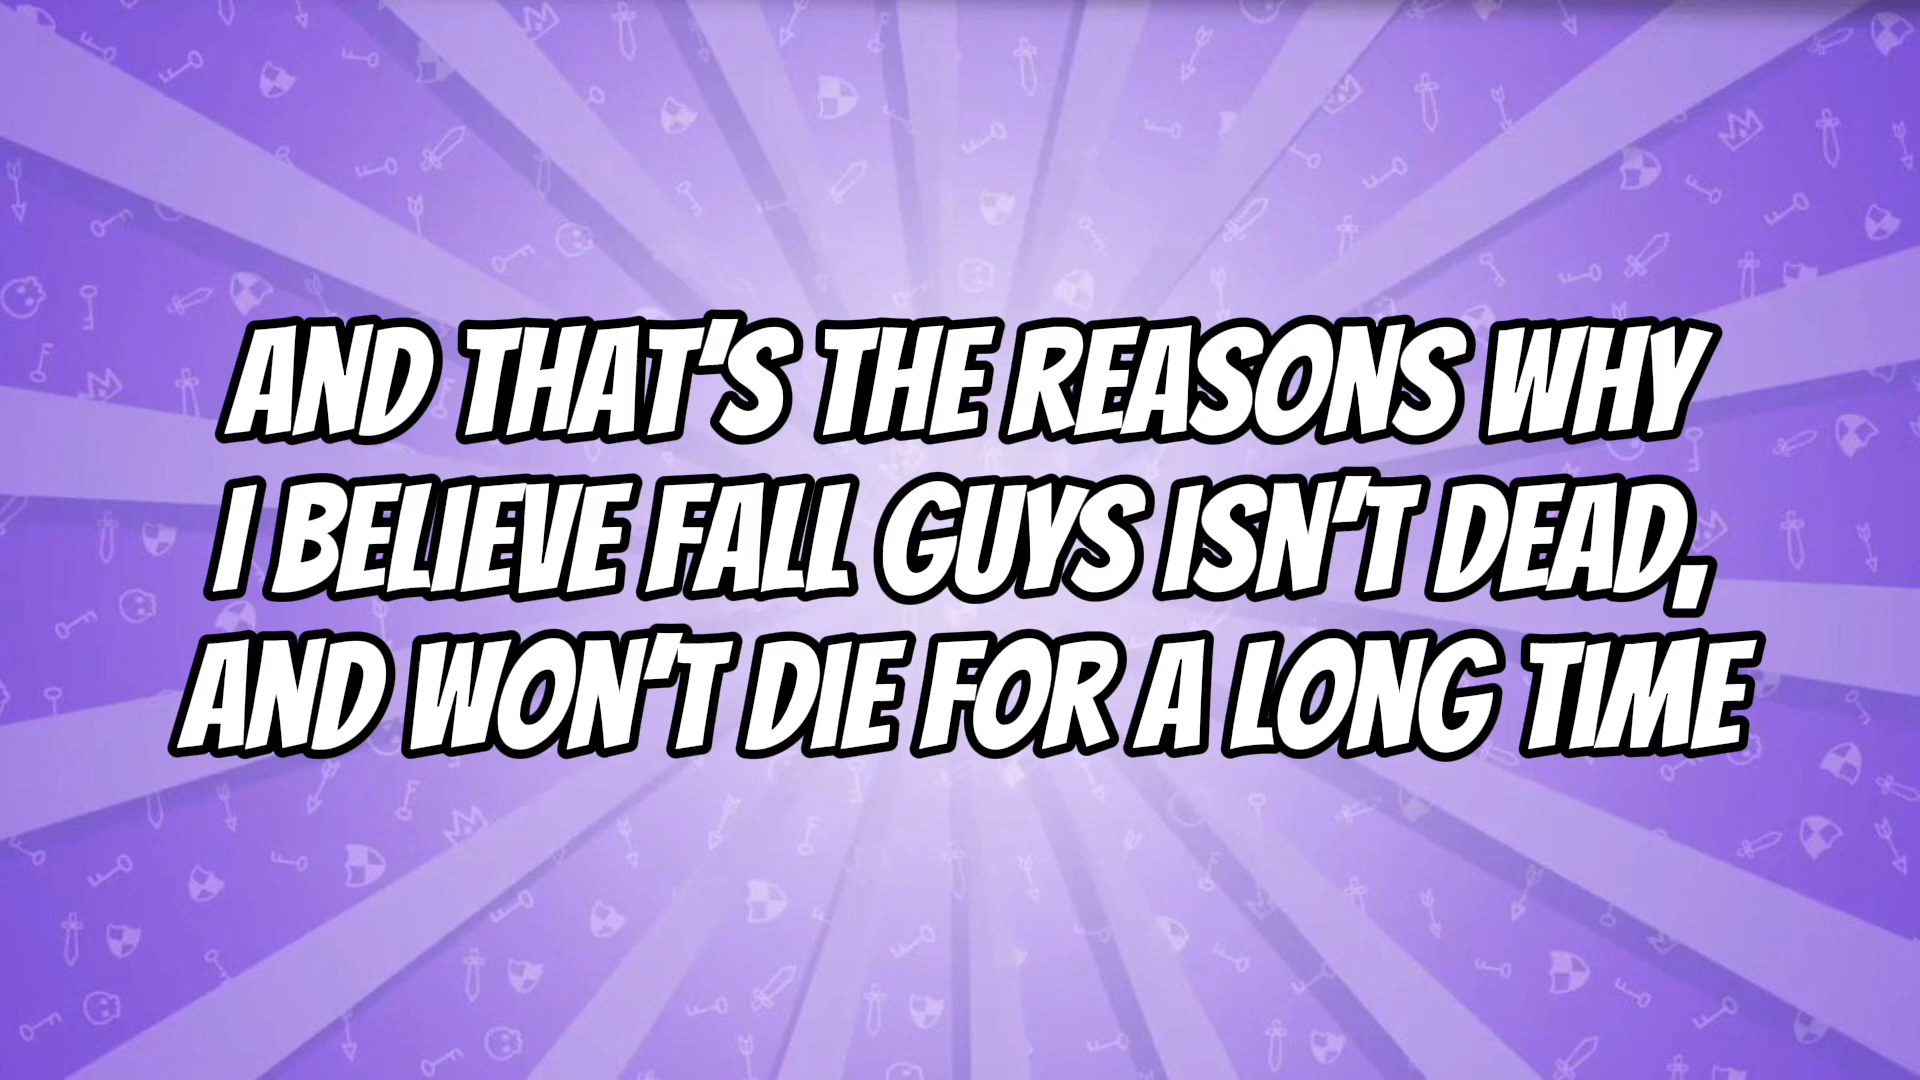 AND THAT'S THE REASONS WHY
I BELIEVE FALL GUYS ISN'T DEAD,
AND WON'T DIE FOR A LONG TIME